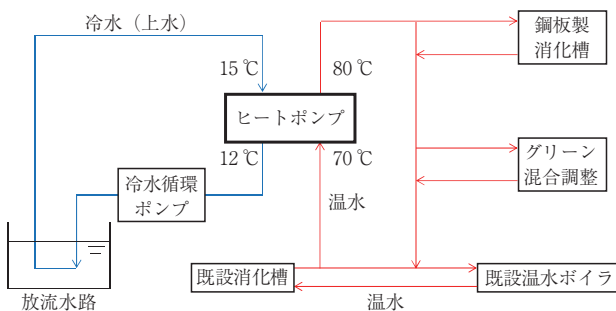 冷水（上水）
鋼板製
消化槽
15℃
80℃
ヒートポンプ
12℃
70℃
グリーン
混合調整
冷水循環
ポンプ
温水
既設消化槽
既設温水ボイラ
放流水路
温水